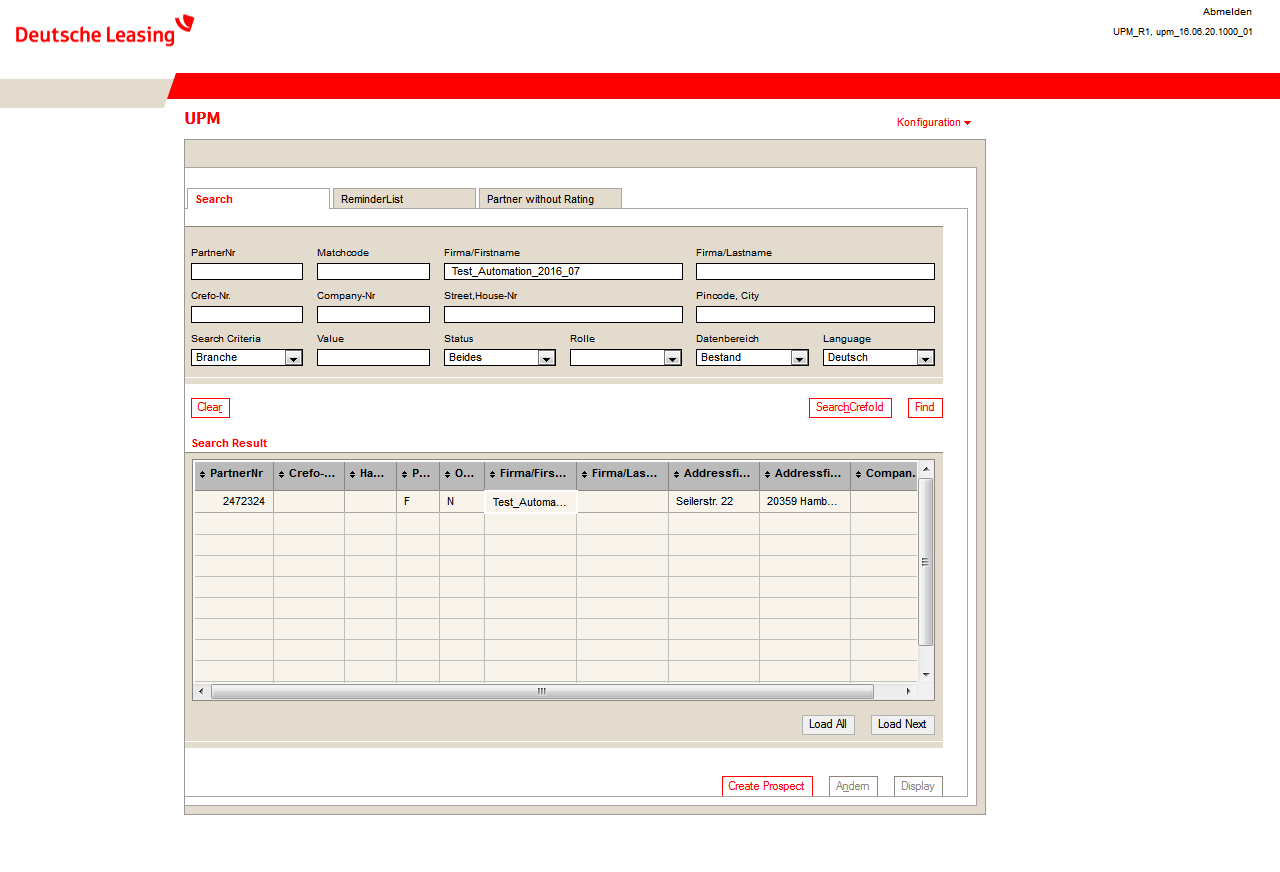 Deutsche Leasing
Abmelden
UPM_R1, upm_16.06.20.1000_01
UPM
Konfiguration
Search ReminderList Partner without Rating
PartnerNr Matchcode Firma/Firstname Firma/Lastname
Test_Automation_2016_07
Crefo-Nr. Company-Nr Street,House-Nr Pincode, City
Search Criteria Value Status Rolle Datenbereich Language
Branche Beides Bestand Deutsch
Clear SearchCrefoId Find
Search Result
PartnerNr Crefo-... Ha... P... O... Firma/Firs... Firma/Las... Addressfi... Addressfi... Compan.
2472324 F N Test_Automa... Seilerstr. 22 20359 Hamb...
Load All Load Next
Create Prospect Ändern Display